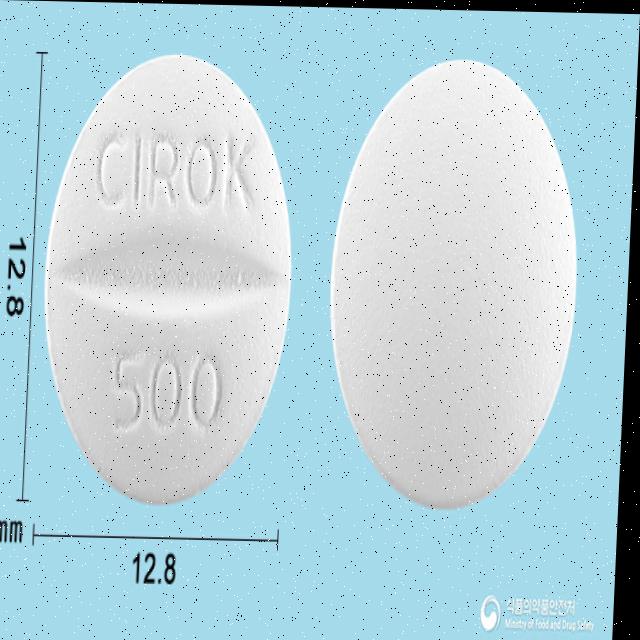 CIROK
500
12.8
mm
12.8
식품의약품안전처
Ministry of Food and Drug Safety